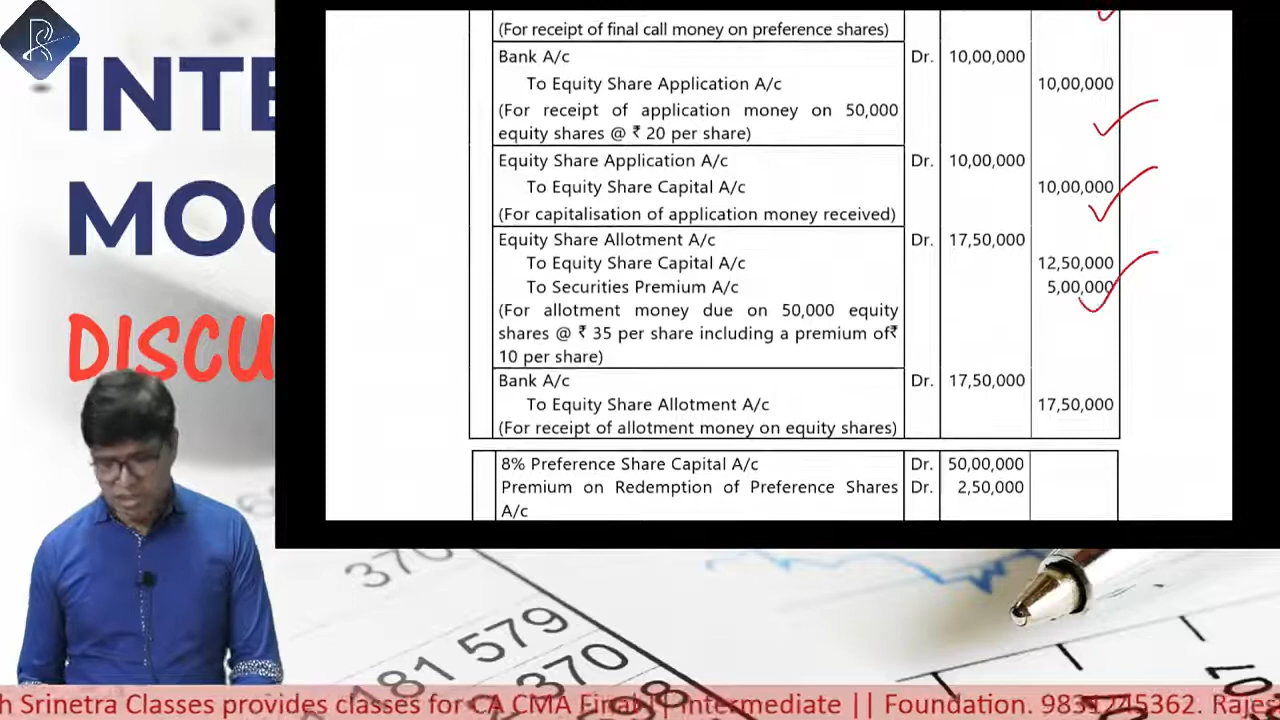 INTE
MOC
DISCU
(For receipt of final call money on preference shares)
Bank A/c Dr. 10,00,000
To Equity Share Application A/c 10,00,000
(For receipt of application money on 50,000
equity shares @ ₹ 20 per share)
Equity Share Application A/c Dr. 10,00,000
To Equity Share Capital A/c 10,00,000
(For capitalisation of application money received)
Equity Share Allotment A/c Dr. 17,50,000
To Equity Share Capital A/c 12,50,000
To Securities Premium A/c 5,00,000
(For allotment money due on 50,000 equity
shares @ ₹ 35 per share including a premium of₹
10 per share)
Bank A/c Dr. 17,50,000
To Equity Share Allotment A/c 17,50,000
(For receipt of allotment money on equity shares)
8% Preference Share Capital A/c Dr. 50,00,000
Premium on Redemption of Preference Shares Dr. 2,50,000
A/c
370
579
181
370
h Srinetra Classes provides classes for CA CMA Final || Intermediate || Foundation. 9831245362. Rajes